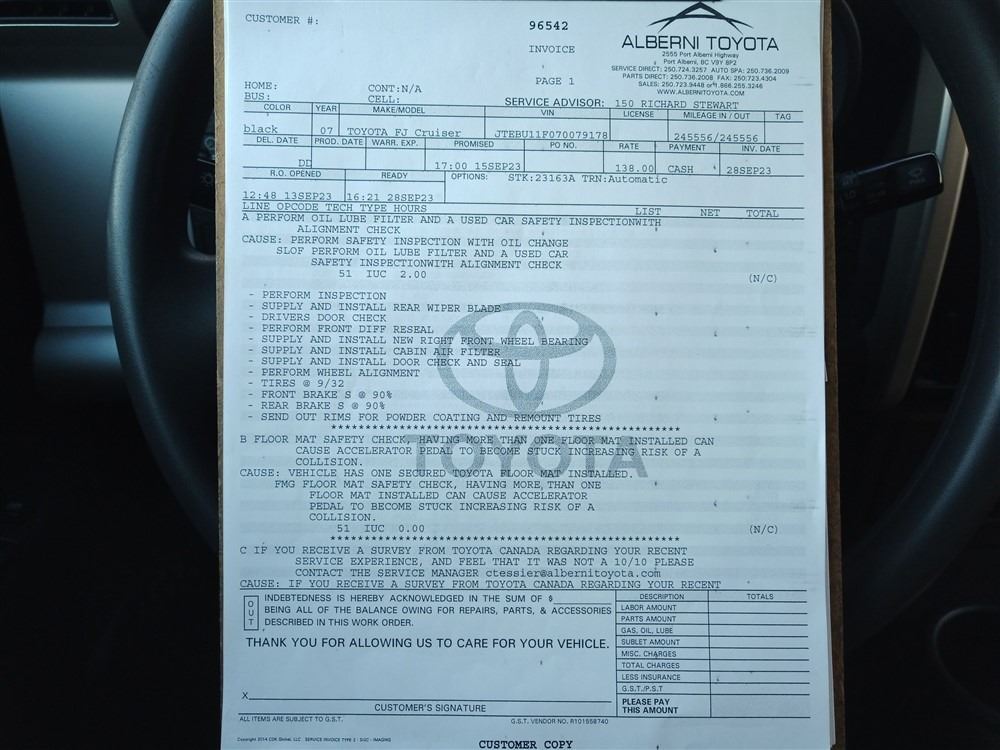 CUSTOMER #:
96542
INVOICE
PAGE 1
ALBERNI TOYOTA
2555 Port Alberni Highway
Port Alberni, BC V9Y 8P2
SERVICE DIRECT: 250.724.3257 AUTO SPA: 250.736.2009
PARTS DIRECT: 250.736.2008 FAX: 250.723.4304
SALES: 250.723.9448 or 1.866.255.3246
WWW.ALBERNITOYOTA.COM
HOME: CONT:N/A
BUS: CELL:
SERVICE ADVISOR: 150 RICHARD STEWART
COLOR YEAR MAKE/MODEL VIN LICENSE MILEAGE IN / OUT TAG
black 07 TOYOTA FJ Cruiser JTEBU11F070079178 245556/245556
DEL. DATE PROD. DATE WARR. EXP. PROMISED PO NO. RATE PAYMENT INV. DATE
DD 17:00 15SEP23 138.00 CASH 28SEP23
R.O. OPENED READY OPTIONS: STK:23163A TRN:Automatic
12:48 13SEP23 16:21 28SEP23
LINE OPCODE TECH TYPE HOURS LIST NET TOTAL
A PERFORM OIL LUBE FILTER AND A USED CAR SAFETY INSPECTIONWITH
ALIGNMENT CHECK
CAUSE: PERFORM SAFETY INSPECTION WITH OIL CHANGE
SLOF PERFORM OIL LUBE FILTER AND A USED CAR
SAFETY INSPECTIONWITH ALIGNMENT CHECK
51 IUC 2.00 (N/C)
- PERFORM INSPECTION
- SUPPLY AND INSTALL REAR WIPER BLADE
- DRIVERS DOOR CHECK
- PERFORM FRONT DIFF RESEAL
- SUPPLY AND INSTALL NEW RIGHT FRONT WHEEL BEARING
- SUPPLY AND INSTALL CABIN AIR FILTER
- SUPPLY AND INSTALL DOOR CHECK AND SEAL
- PERFORM WHEEL ALIGNMENT
- TIRES @ 9/32
- FRONT BRAKE S @ 90%
- REAR BRAKE S @ 90%
- SEND OUT RIMS FOR POWDER COATING AND REMOUNT TIRES
TOYOTA
****************************************************
B FLOOR MAT SAFETY CHECK, HAVING MORE THAN ONE FLOOR MAT INSTALLED CAN
CAUSE ACCELERATOR PEDAL TO BECOME STUCK INCREASING RISK OF A
COLLISION.
CAUSE: VEHICLE HAS ONE SECURED TOYOTA FLOOR MAT INSTALLED.
FMG FLOOR MAT SAFETY CHECK, HAVING MORE THAN ONE
FLOOR MAT INSTALLED CAN CAUSE ACCELERATOR
PEDAL TO BECOME STUCK INCREASING RISK OF A
COLLISION.
51 IUC 0.00 (N/C)
****************************************************
C IF YOU RECEIVE A SURVEY FROM TOYOTA CANADA REGARDING YOUR RECENT
SERVICE EXPERIENCE, AND FEEL THAT IT WAS NOT A 10/10 PLEASE
CONTACT THE SERVICE MANAGER ctessier@albernitoyota.com
CAUSE: IF YOU RECEIVE A SURVEY FROM TOYOTA CANADA REGARDING YOUR RECENT
OUT
INDEBTEDNESS IS HEREBY ACKNOWLEDGED IN THE SUM OF $
BEING ALL OF THE BALANCE OWING FOR REPAIRS, PARTS, & ACCESSORIES
DESCRIBED IN THIS WORK ORDER.
THANK YOU FOR ALLOWING US TO CARE FOR YOUR VEHICLE.
X
CUSTOMER'S SIGNATURE
DESCRIPTION TOTALS
LABOR AMOUNT
PARTS AMOUNT
GAS, OIL, LUBE
SUBLET AMOUNT
MISC. CHARGES
TOTAL CHARGES
LESS INSURANCE
G.S.T./P.S.T
PLEASE PAY
THIS AMOUNT
ALL ITEMS ARE SUBJECT TO G.S.T. G.S.T. VENDOR NO. R101558740
Copyright 2014 CDK Global, LLC SERVICE INVOICE TYPE 2 - SI2C - IMAGING
CUSTOMER COPY